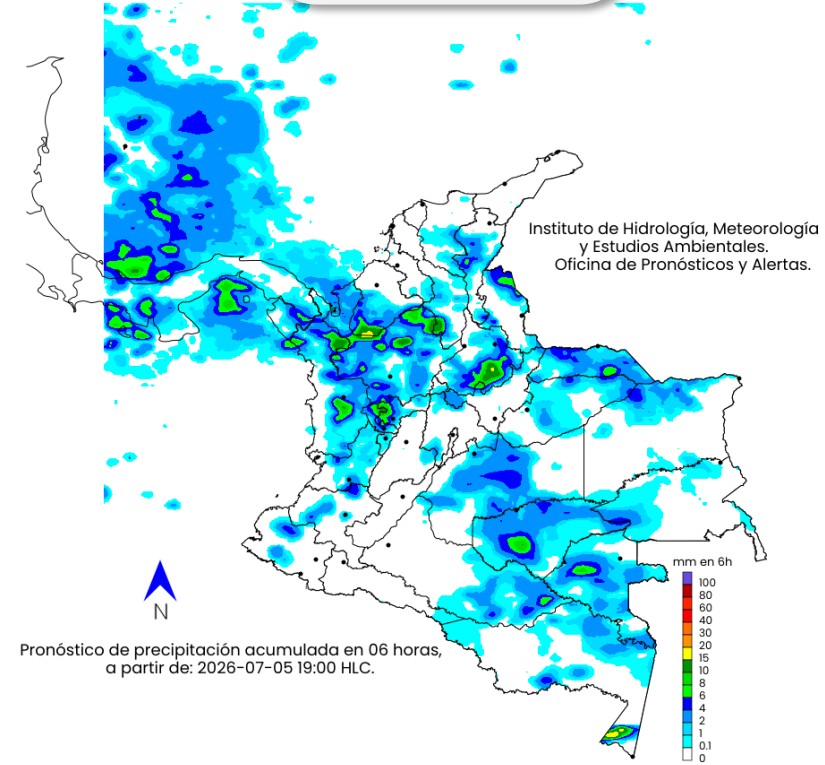 Instituto de Hidrología, Meteorología
y Estudios Ambientales.
Oficina de Pronósticos y Alertas.
mm en 6h
100
80
60
40
30
20
15
10
8
6
4
2
1
0.1
0
N
Pronóstico de precipitación acumulada en 06 horas,
a partir de: 2026-07-05 19:00 HLC.